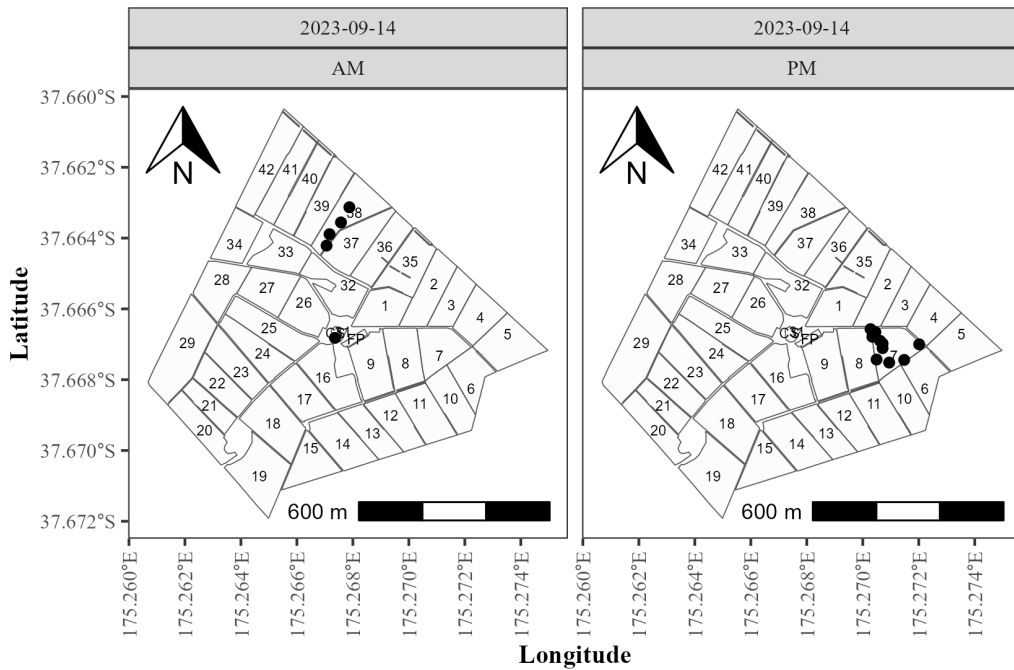 2023-09-14
2023-09-14
AM
PM
Latitude
37.660°S
37.662°S
37.664°S
37.666°S
37.668°S
37.670°S
37.672°S
N
42
41
40
39
38
37
36
35
34
33
32
28
27
26
25
24
23
22
21
20
29
1
2
3
4
5
6
7
8
9
10
11
12
13
14
15
16
17
18
19
FP
600 m
N
42
41
40
39
38
37
36
35
34
33
32
28
27
26
25
24
23
22
21
20
29
1
2
3
4
5
6
7
8
9
10
11
12
13
14
15
16
17
18
19
FP
600 m
175.260°E
175.262°E
175.264°E
175.266°E
175.268°E
175.270°E
175.272°E
175.274°E
175.260°E
175.262°E
175.264°E
175.266°E
175.268°E
175.270°E
175.272°E
175.274°E
Longitude